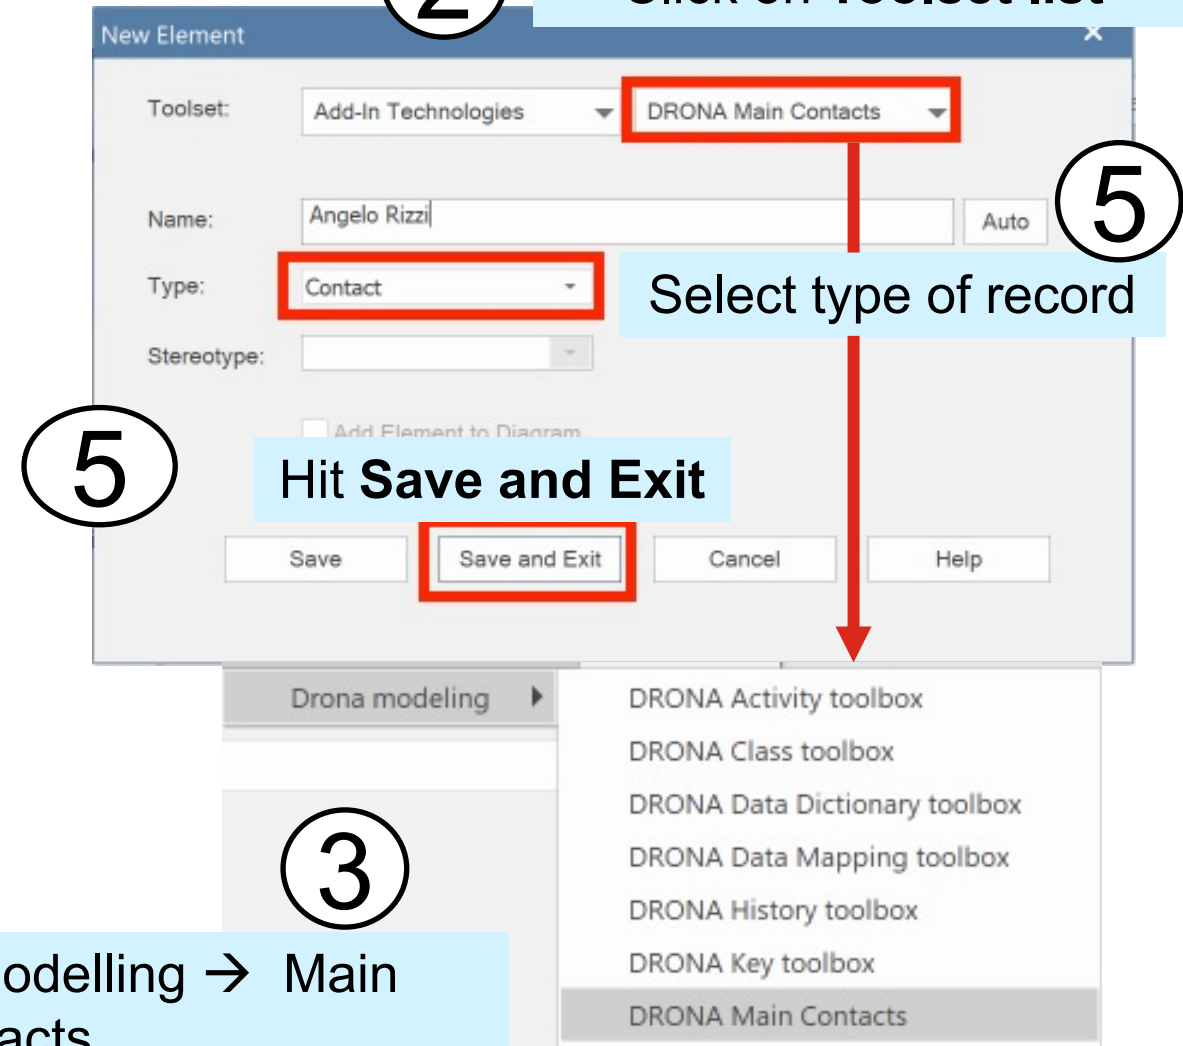 2
Click on Toolset list
New Element
Toolset:
Add-In Technologies
DRONA Main Contacts
5
Name:
Angelo Rizzi
Auto
Type:
Contact
Select type of record
Stereotype:
Add Element to Diagram
5
Hit Save and Exit
Save
Save and Exit
Cancel
Help
Drona modeling
DRONA Activity toolbox
DRONA Class toolbox
DRONA Data Dictionary toolbox
DRONA Data Mapping toolbox
3
DRONA History toolbox
DRONA Key toolbox
odelling → Main
acts
DRONA Main Contacts